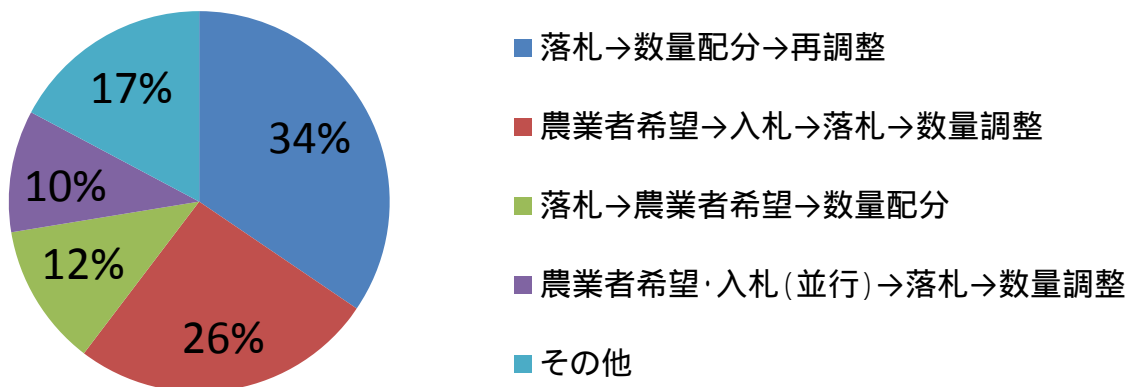 34%
26%
12%
10%
17%
落札→数量配分→再調整
農業者希望→入札→落札→数量調整
落札→農業者希望→数量配分
農業者希望・入札(並行)→落札→数量調整
その他